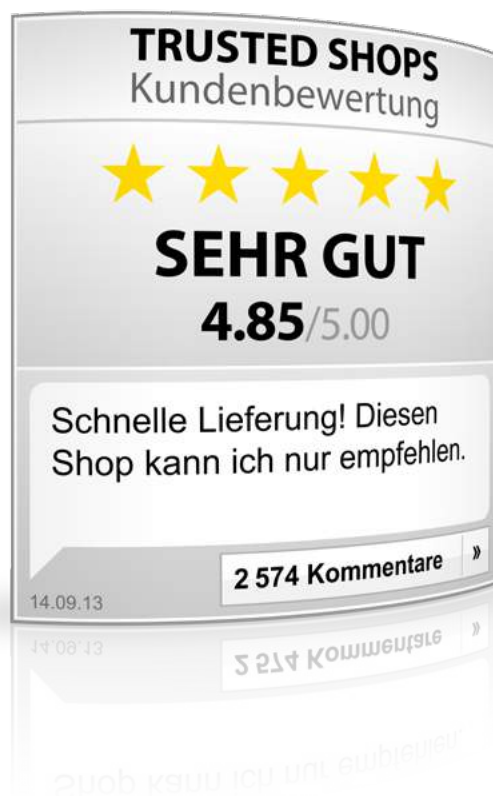 TRUSTED SHOPS
Kundenbewertung
SEHR GUT
4.85/5.00
Schnelle Lieferung! Diesen
Shop kann ich nur empfehlen.
2 574 Kommentare »
14.09.13